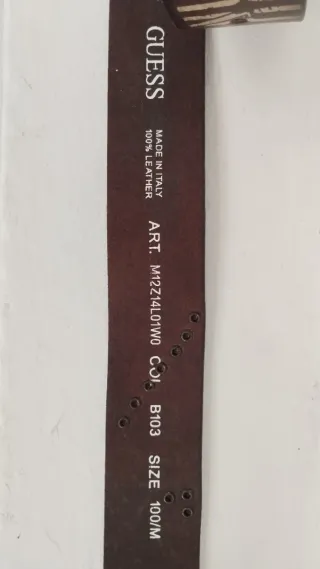 GUESS
MADE IN ITALY
100% LEATHER
ART. M12Z14L01W0 COL B103 SIZE 100/M